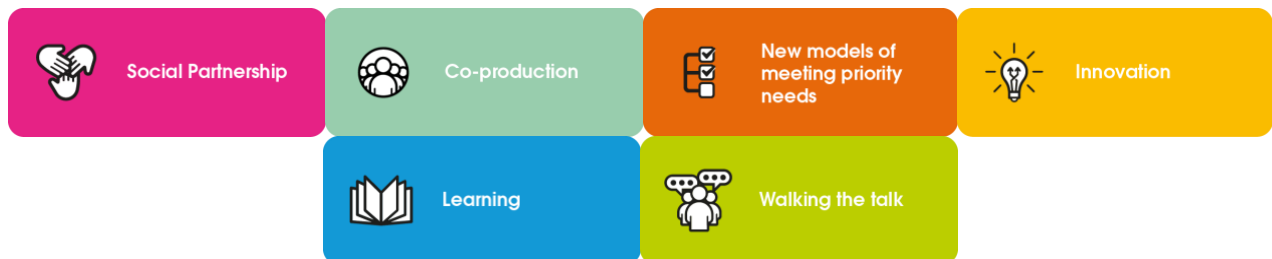 Social Partnership
Co-production
New models of
meeting priority
needs
Innovation
Learning
Walking the talk